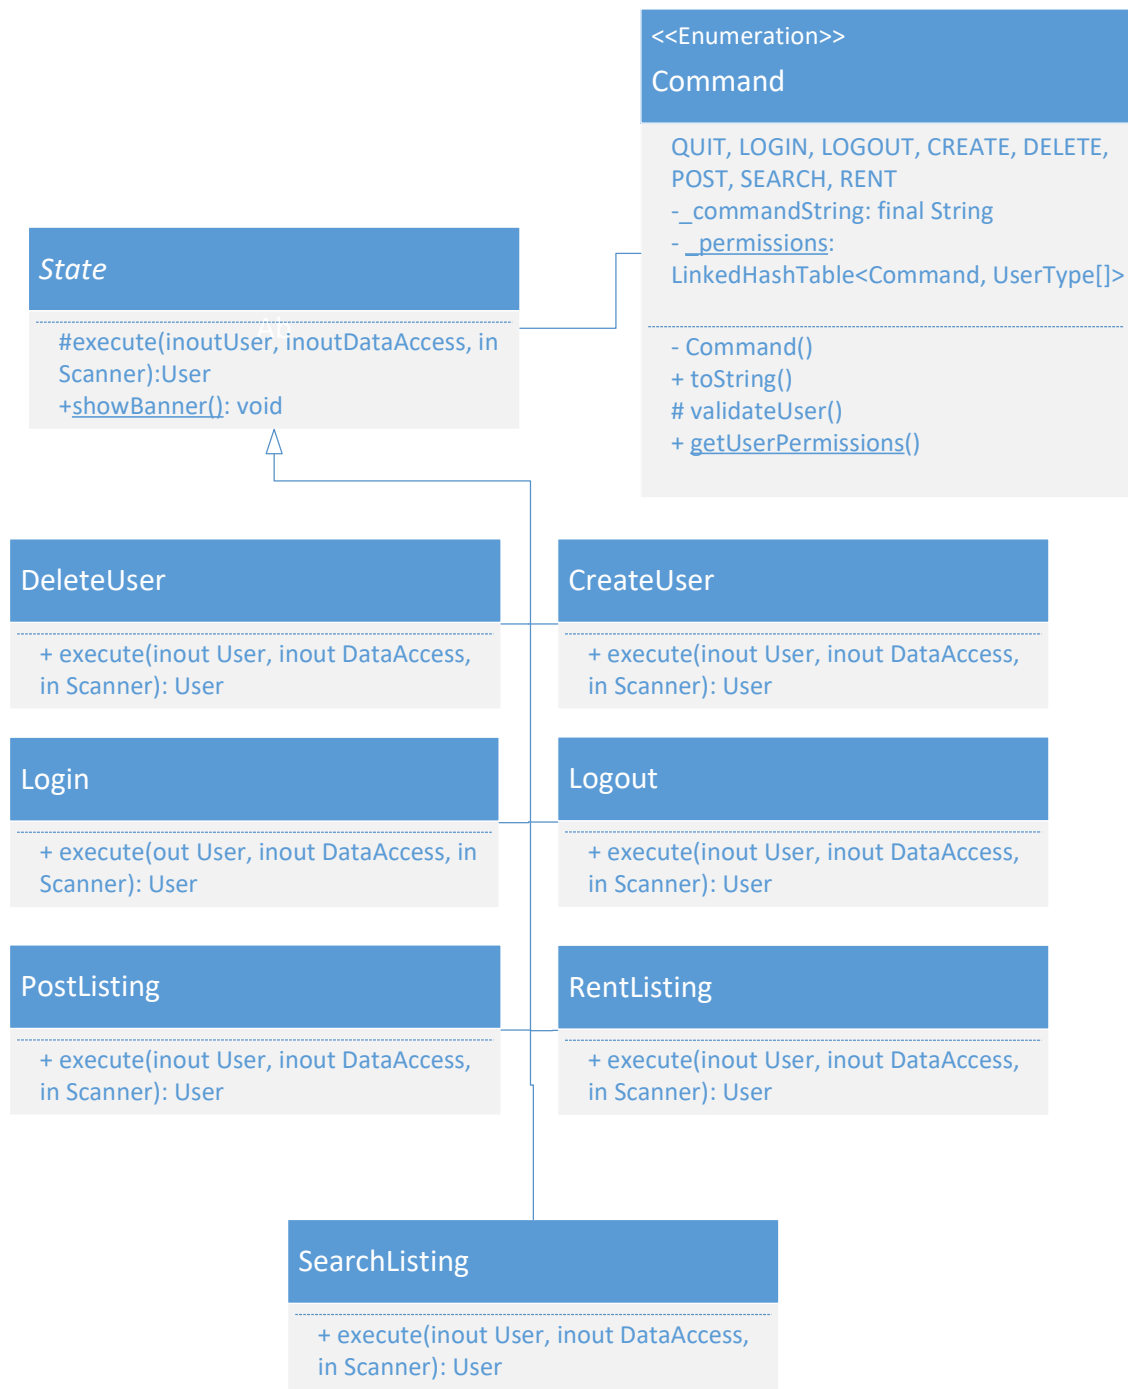 <<Enumeration>>
Command
QUIT, LOGIN, LOGOUT, CREATE, DELETE,
POST, SEARCH, RENT
-_commandString: final String
- _permissions:
LinkedHashTable<Command, UserType[]>
- Command()
+ toString()
# validateUser()
+ getUserPermissions()
State
#execute(inoutUser, inoutDataAccess, in
Scanner):User
+showBanner(): void
DeleteUser
+ execute(inout User, inout DataAccess,
in Scanner): User
CreateUser
+ execute(inout User, inout DataAccess,
in Scanner): User
Login
+ execute(out User, inout DataAccess, in
Scanner): User
Logout
+ execute(inout User, inout DataAccess,
in Scanner): User
PostListing
+ execute(inout User, inout DataAccess,
in Scanner): User
RentListing
+ execute(inout User, inout DataAccess,
in Scanner): User
SearchListing
+ execute(inout User, inout DataAccess,
in Scanner): User